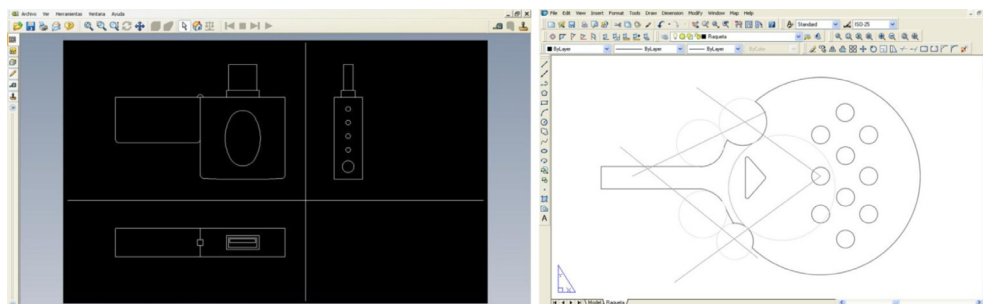 Archivo Ver Herramientas Ventana Ayuda
File Edit View Insert Format Tools Draw Dimension Modify Window Map Help
Standard ISO-25
Raqueta
ByLayer ByLayer ByLayer ByColor
A
Model Raqueta